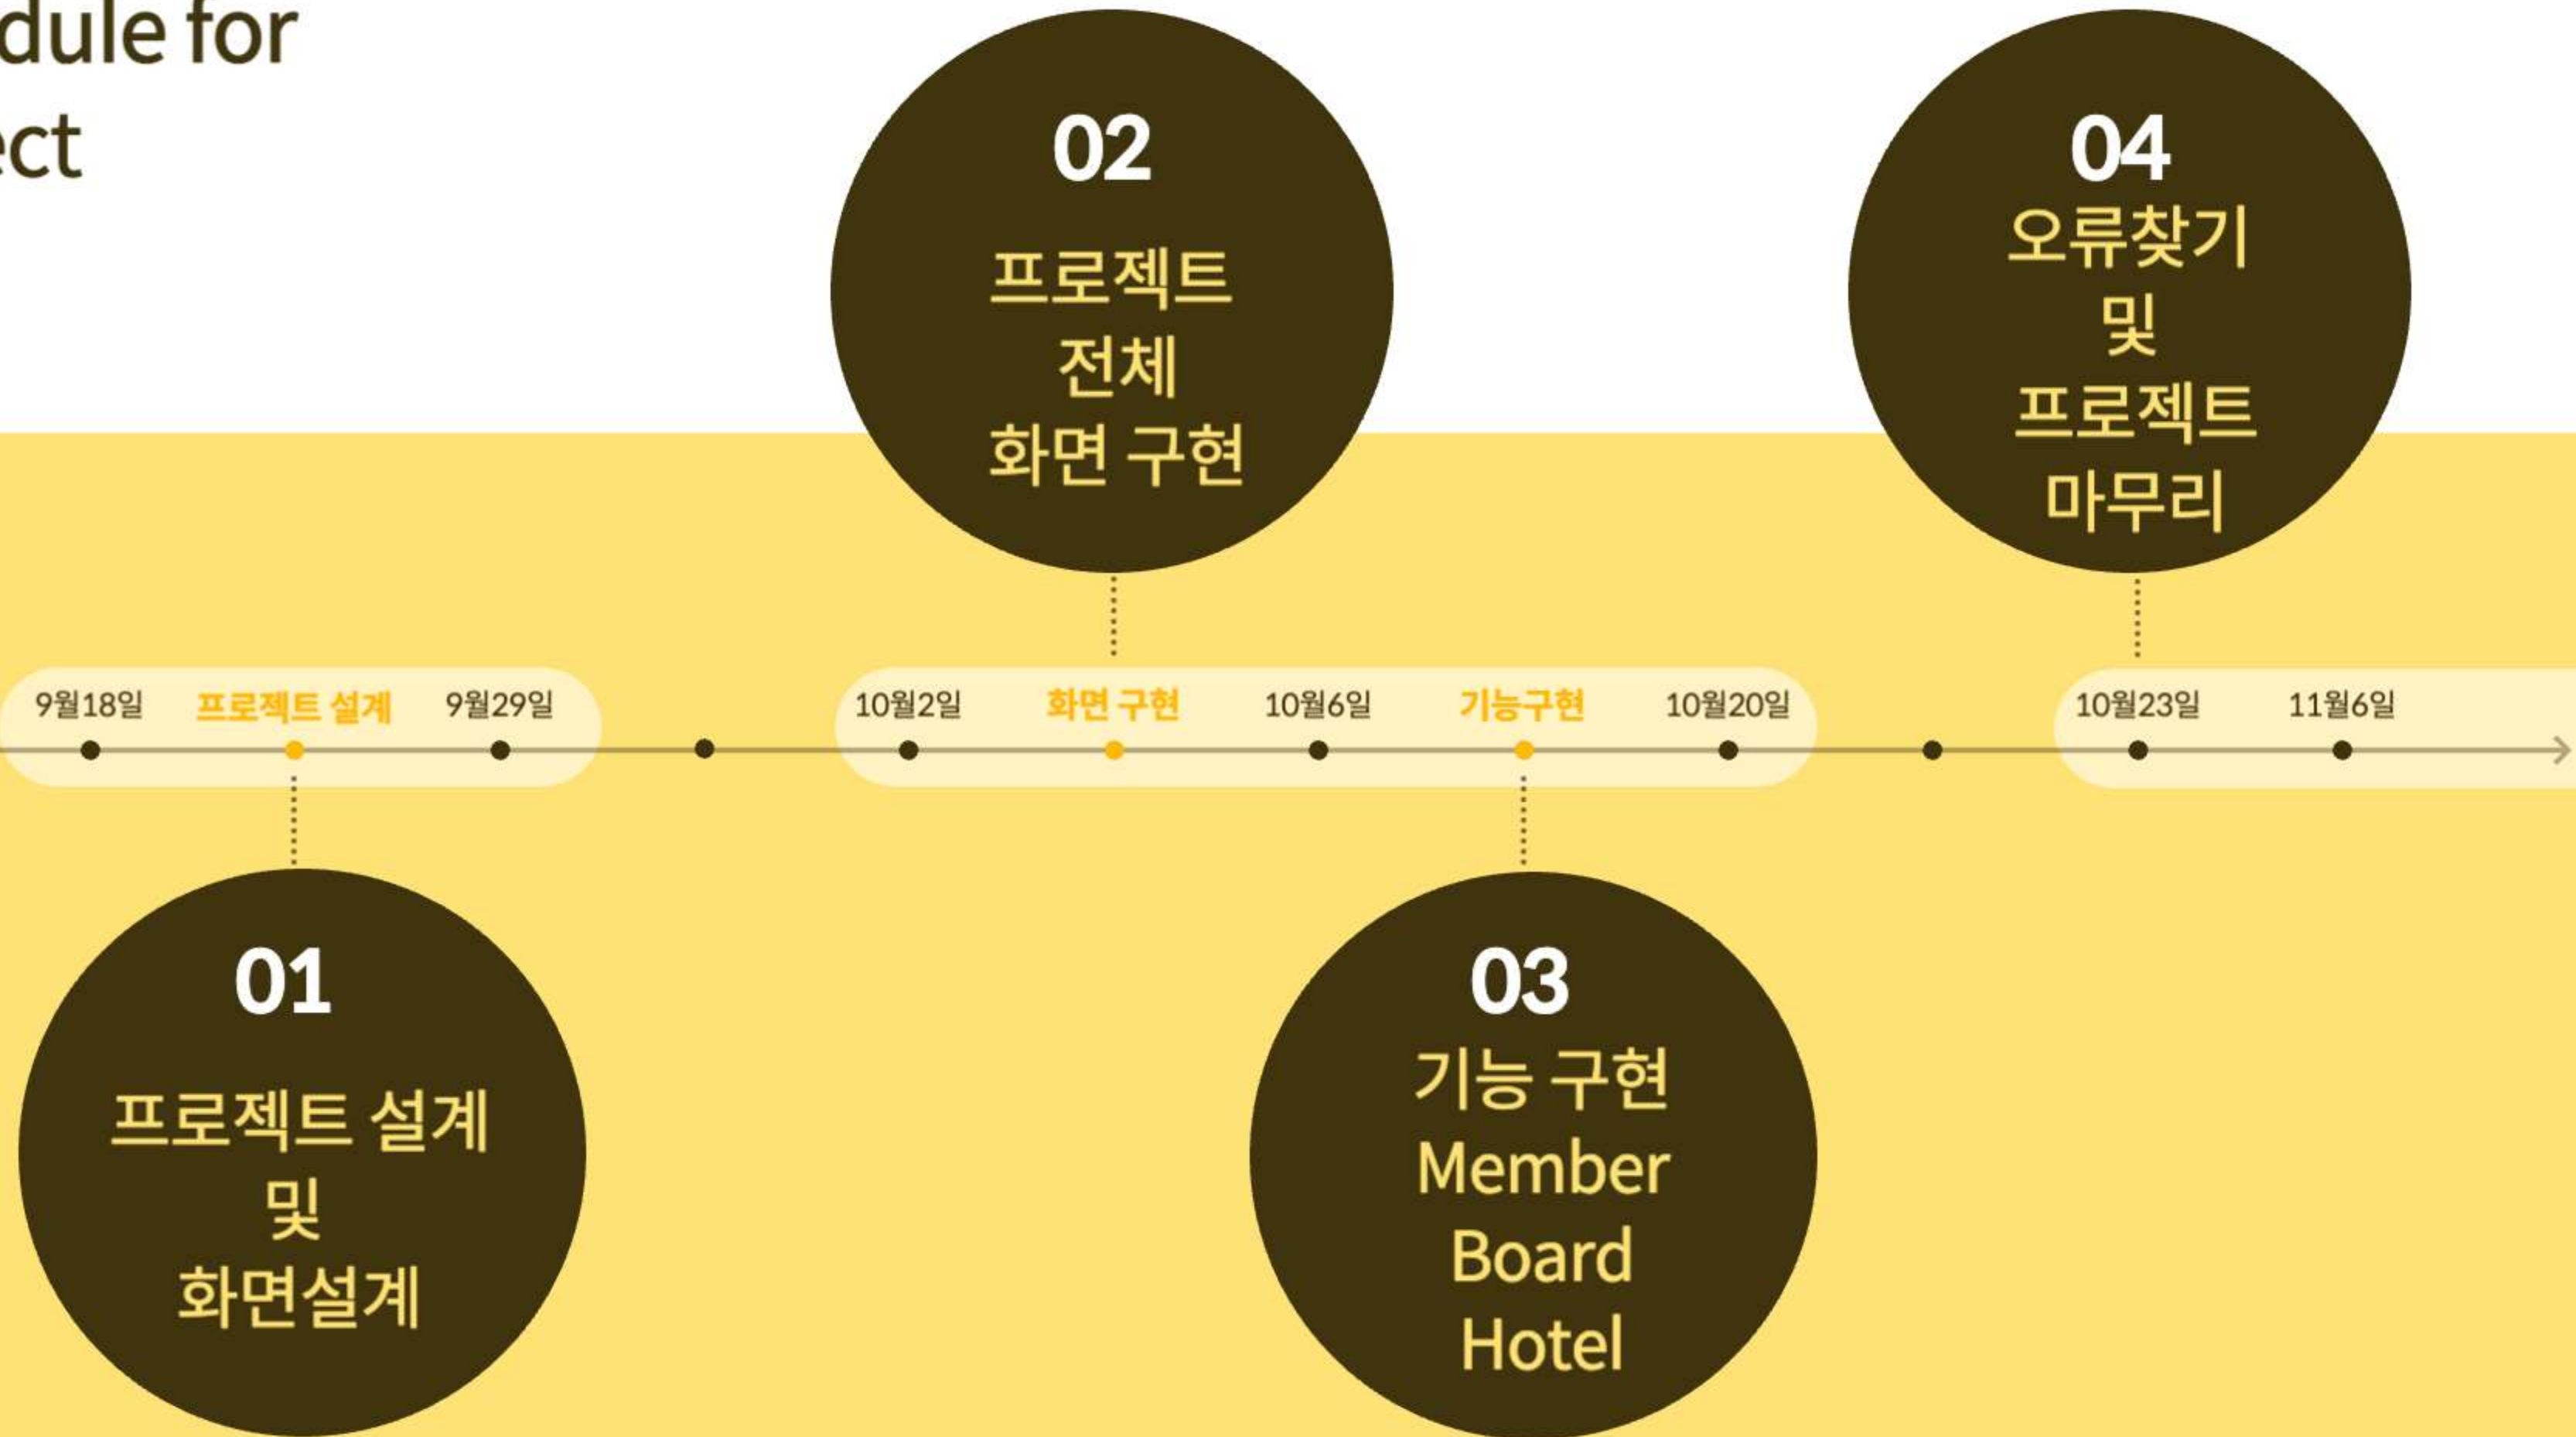 dule for
ect
02
프로젝트
전체
화면 구현
04
오류찾기
및
프로젝트
마무리
9월18일 프로젝트 설계 9월29일 10월2일 화면 구현 10월6일 기능구현 10월20일 10월23일 11월6일
01
프로젝트 설계
및
화면설계
03
기능 구현
Member
Board
Hotel